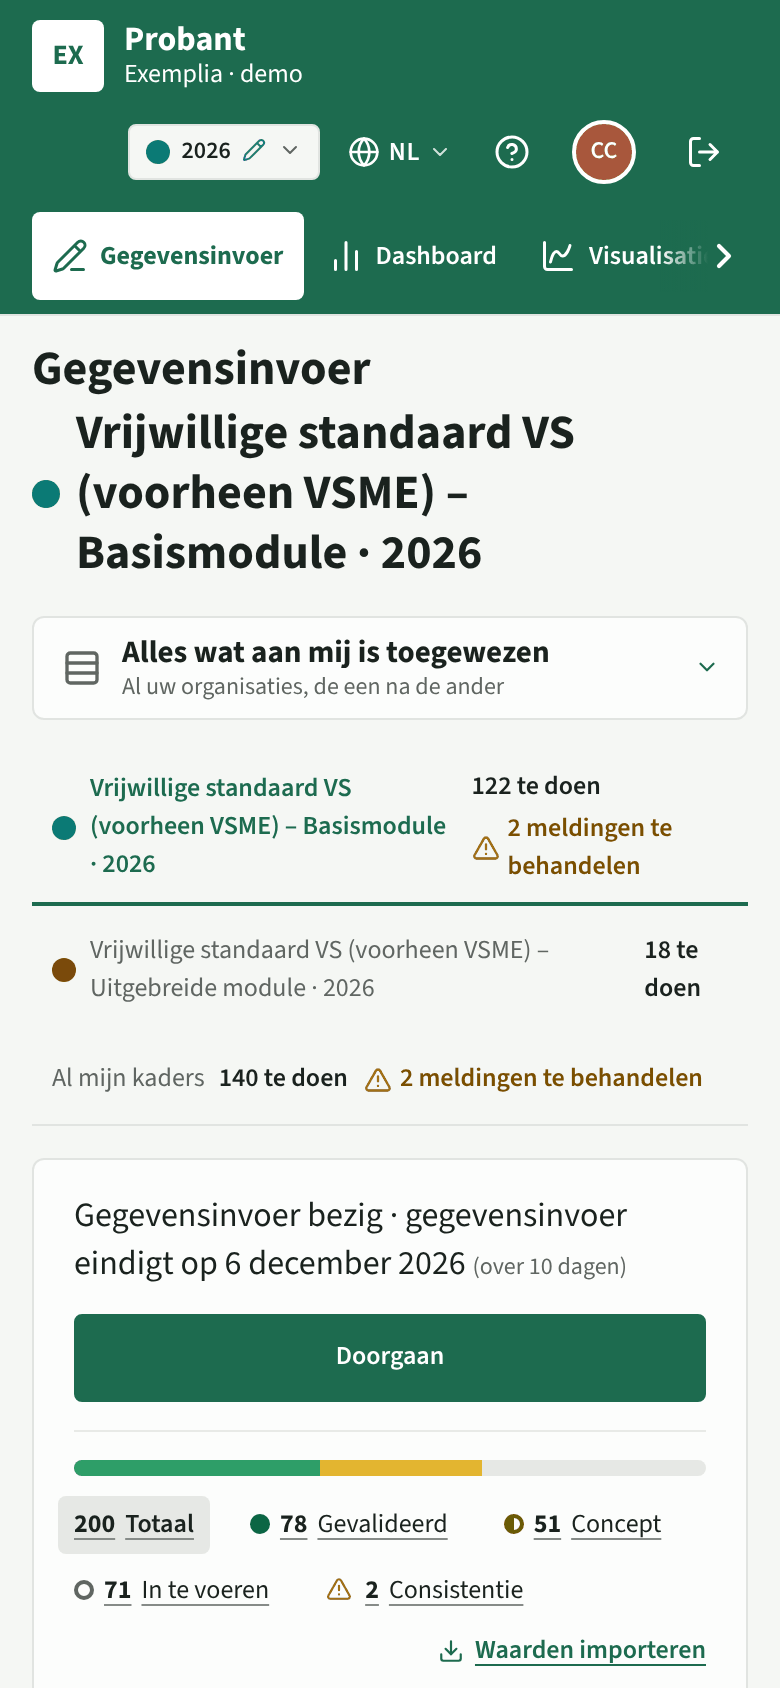 EX
Probant
Exemplia · demo
2026
NL
CC
Gegevensinvoer
Dashboard
Visualisati
Gegevensinvoer
Vrijwillige standaard VS
(voorheen VSME) –
Basismodule · 2026
Alles wat aan mij is toegewezen
Al uw organisaties, de een na de ander
Vrijwillige standaard VS
(voorheen VSME) – Basismodule
· 2026
122 te doen
2 meldingen te
behandelen
Vrijwillige standaard VS (voorheen VSME) –
Uitgebreide module · 2026
18 te
doen
Al mijn kaders 140 te doen 2 meldingen te behandelen
Gegevensinvoer bezig · gegevensinvoer
eindigt op 6 december 2026 (over 10 dagen)
Doorgaan
200 Totaal 78 Gevalideerd 51 Concept
71 In te voeren 2 Consistentie
Waarden importeren